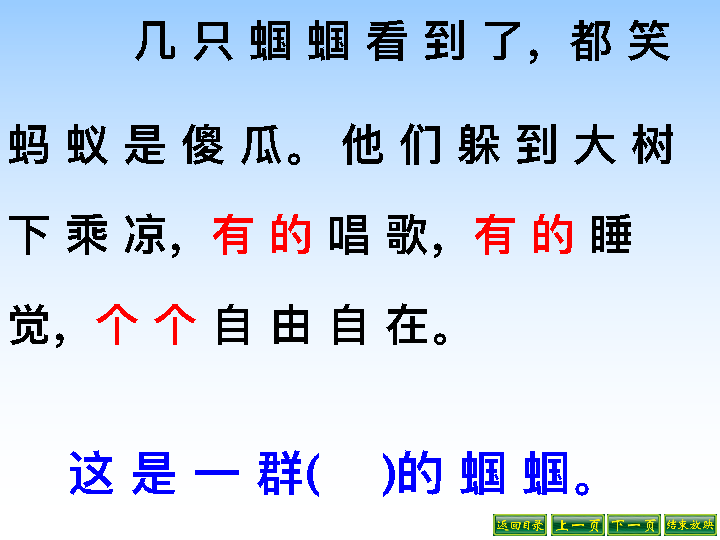 几只蝈蝈看到了，都笑
蚂蚁是傻瓜。他们躲到大树
下乘凉，有的唱歌，有的睡
觉，个个自由自在。
这是一群(    )的蝈蝈。
返回目录 上一页 下一页 结束放映